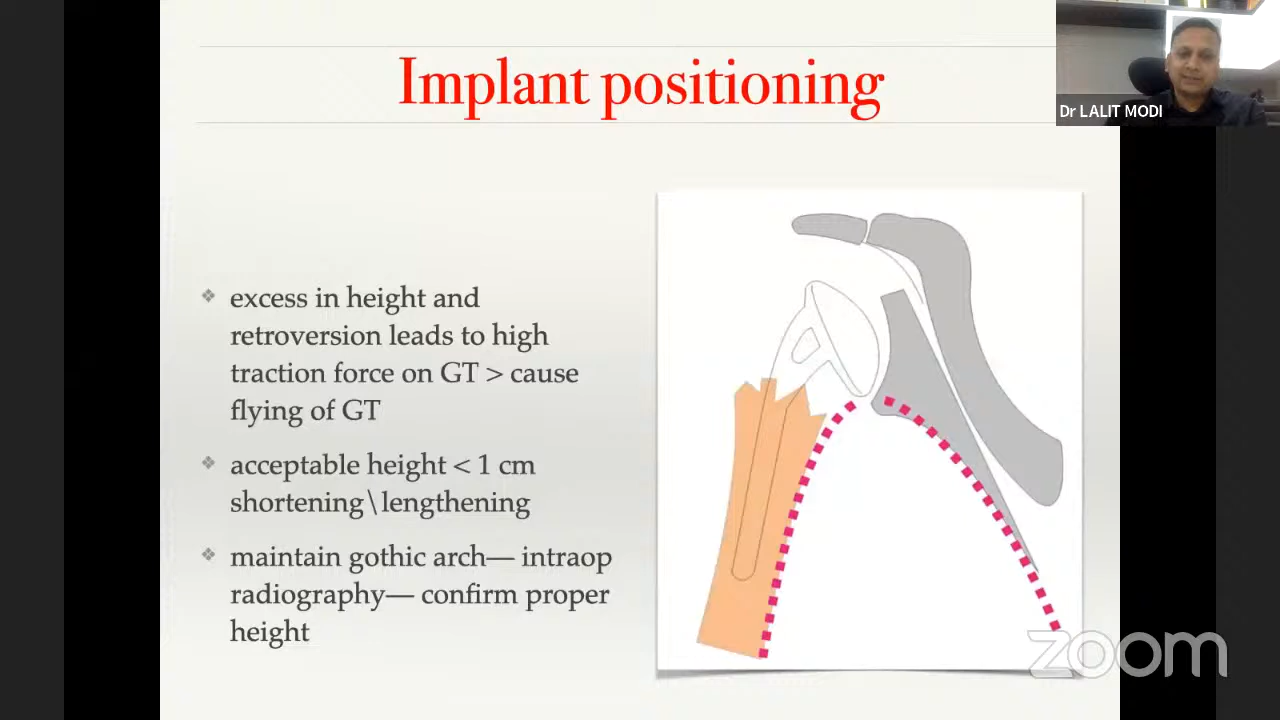 Implant positioning
Dr LALIT MODI
❖ excess in height and
retroversion leads to high
traction force on GT > cause
flying of GT
❖ acceptable height < 1 cm
shortening\lengthening
❖ maintain gothic arch— intraop
radiography— confirm proper
height
zoom